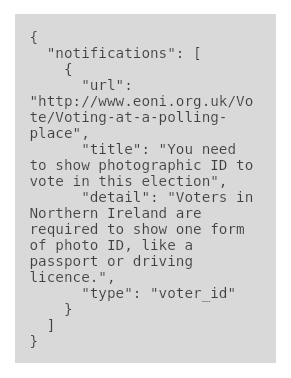 {
  "notifications": [
    {
      "url":
"http://www.eoni.org.uk/Vo
te/Voting-at-a-polling-
place",
      "title": "You need
to show photographic ID to
vote in this election",
      "detail": "Voters in
Northern Ireland are
required to show one form
of photo ID, like a
passport or driving
licence.",
      "type": "voter_id"
    }
  ]
}